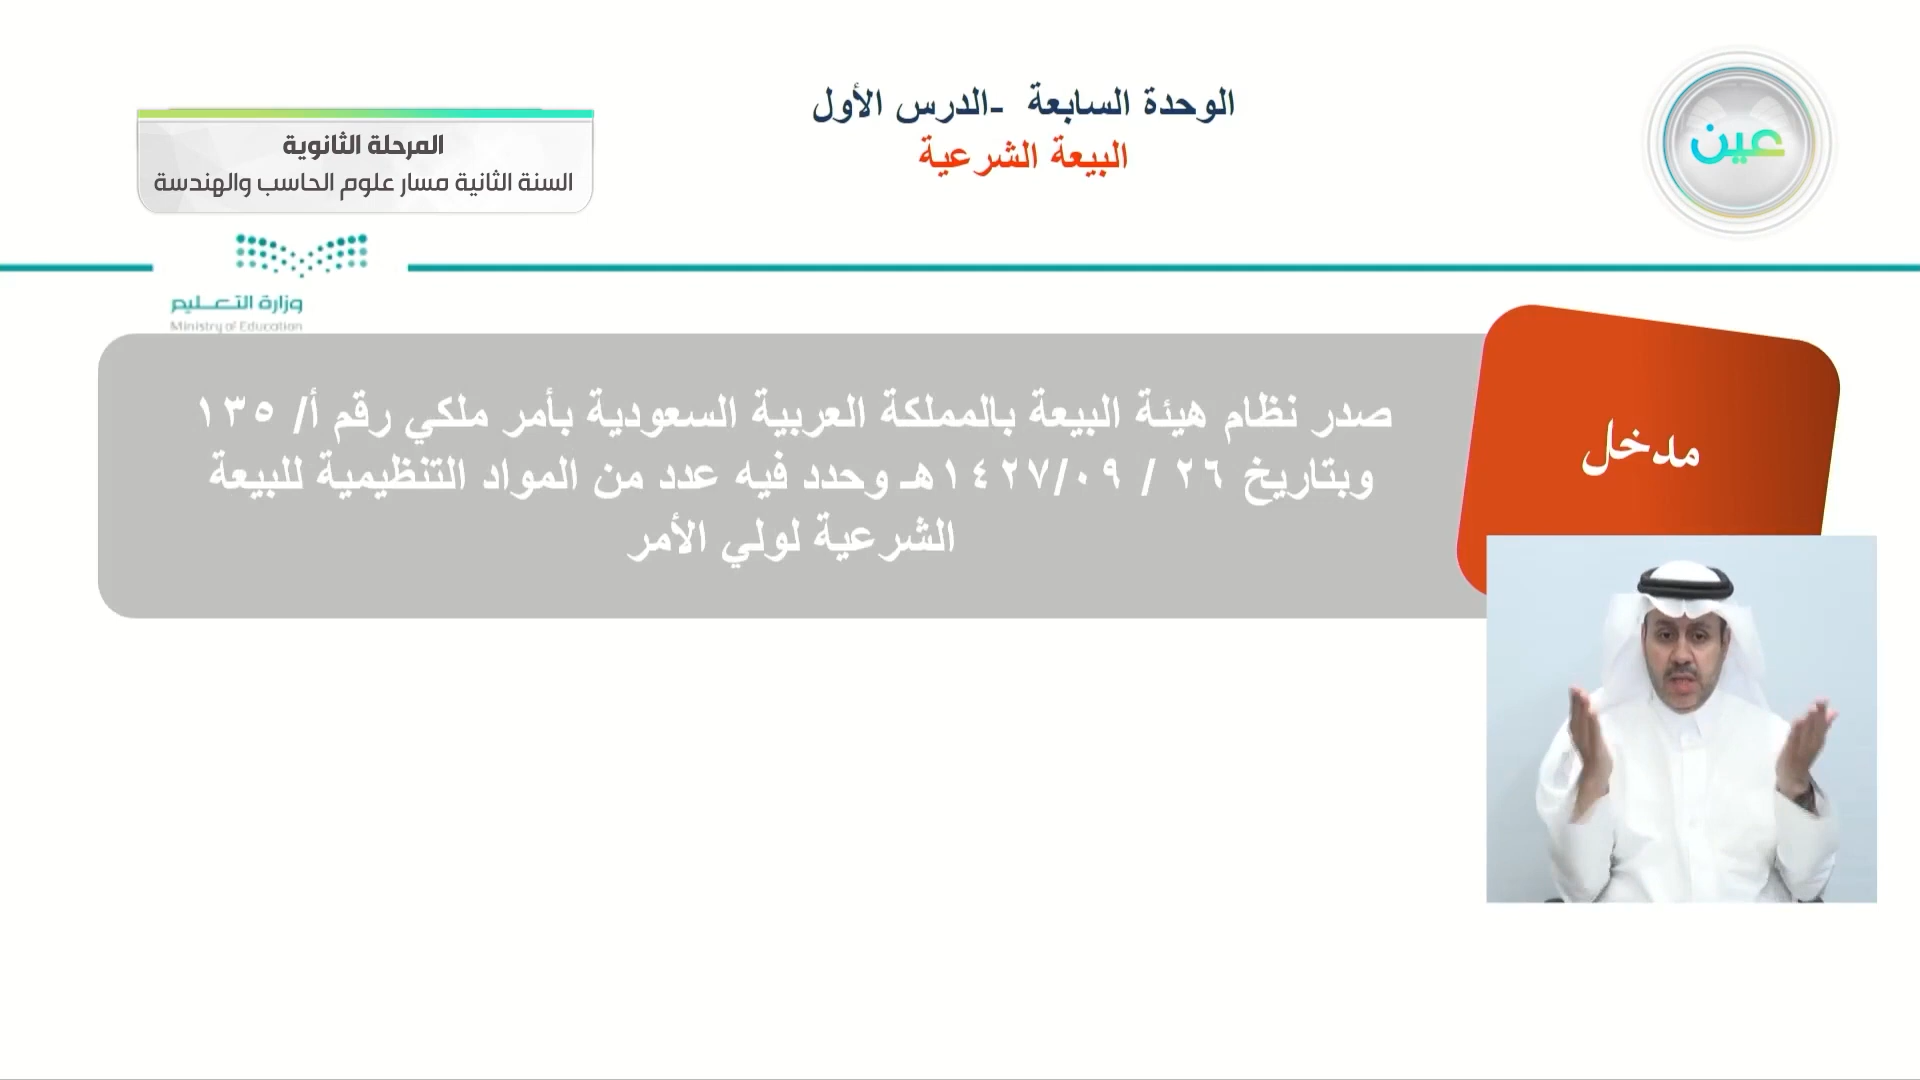 الوحدة السابعة -الدرس الأول
البيعة الشرعية
عين
المرحلة الثانوية
السنة الثانية مسار علوم الحاسب والهندسة
وزارة التعليم
Ministry of Education
مدخل
صدر نظام هيئة البيعة بالمملكة العربية السعودية بأمر ملكي رقم أ/ ١٣٥
وبتاريخ ٢٦ / ١٤٢٧/٠٩هـ وحدد فيه عدد من المواد التنظيمية للبيعة
الشرعية لولي الأمر